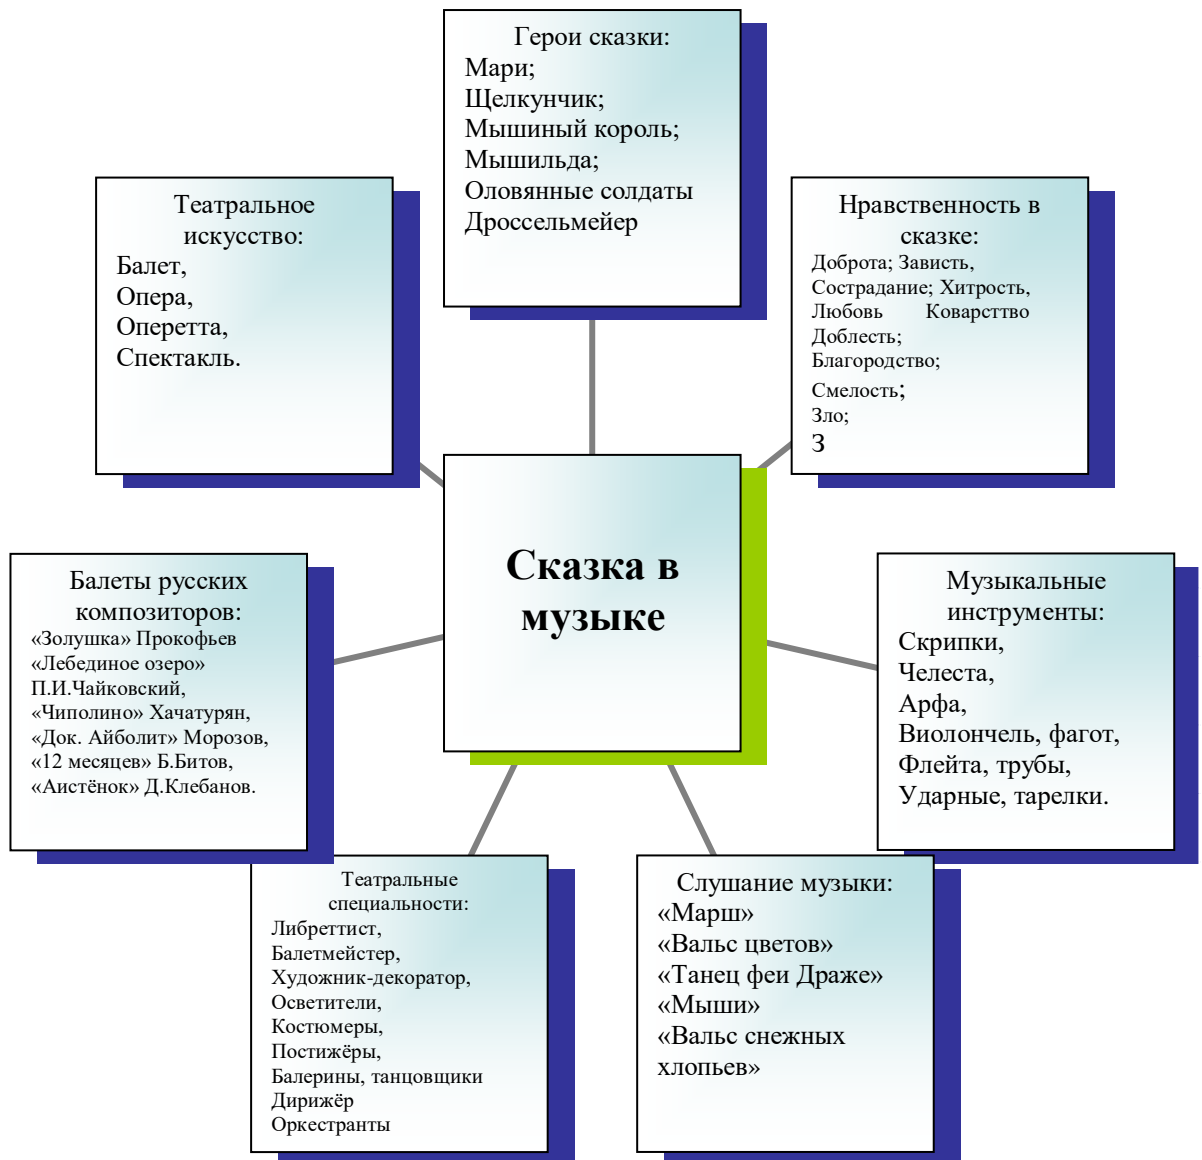 Герои сказки:
Мари;
Щелкунчик;
Мышиный король;
Мышильда;
Оловянные солдаты
Дроссельмейер
Театральное
искусство:
Балет,
Опера,
Оперетта,
Спектакль.
Нравственность в
сказке:
Доброта; Зависть,
Сострадание; Хитрость,
Любовь Коварсттво
Доблесть;
Благородство;
Смелость;
Зло;
З
Сказка в
музыке
Балеты русских
композиторов:
«Золушка» Прокофьев
«Лебединое озеро»
П.И.Чайковский,
«Чиполино» Хачатурян,
«Док. Айболит» Морозов,
«12 месяцев» Б.Битов,
«Аистёнок» Д.Клебанов.
Музыкальные
инструменты:
Скрипки,
Челеста,
Арфа,
Виолончель, фагот,
Флейта, трубы,
Ударные, тарелки.
Театральные
специальности:
Либреттист,
Балетмейстер,
Художник-декоратор,
Осветители,
Костюмеры,
Постижёры,
Балерины, танцовщики
Дирижёр
Оркестранты
Слушание музыки:
«Марш»
«Вальс цветов»
«Танец феи Драже»
«Мыши»
«Вальс снежных
хлопьев»